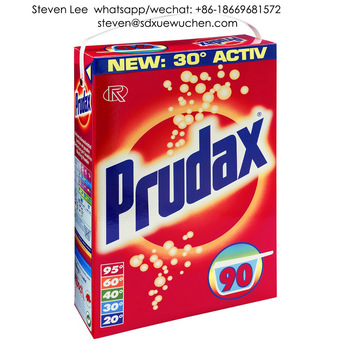 Steven Lee  whatsapp/wechat: +86-18669681572
steven@sdxuewuchen.com
NEW: 30° ACTIV
R
Prudax
90
95°
60°
40°
30°
20°